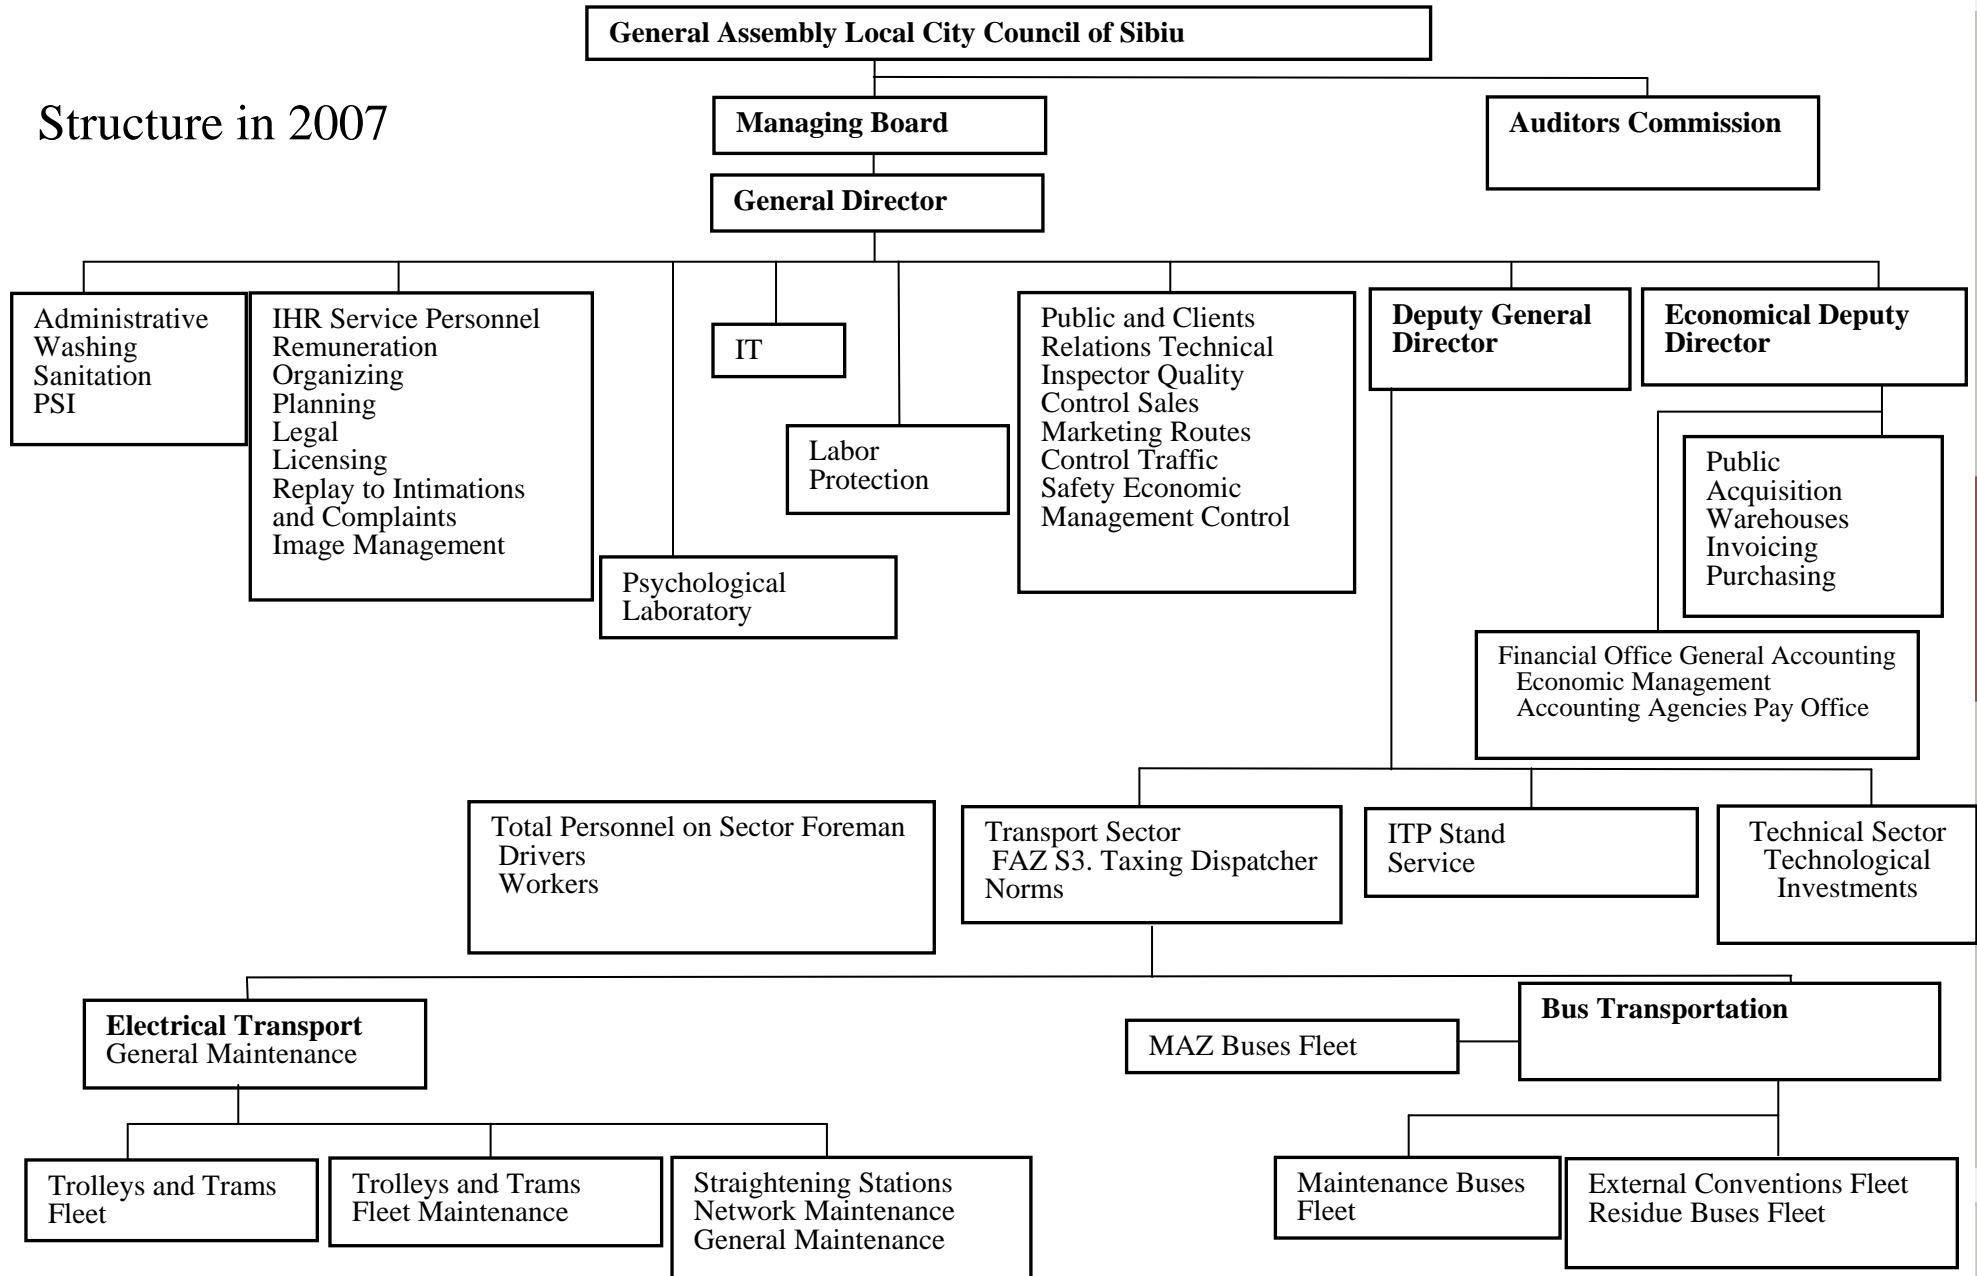 General Assembly Local City Council of Sibiu
Structure in 2007
Managing Board
Auditors Commission
General Director
Administrative
Washing
Sanitation
PSI
IHR Service Personnel
Remuneration
Organizing
Planning
Legal
Licensing
Replay to Intimations
and Complaints
Image Management
Psychological
Laboratory
IT
Labor
Protection
Public and Clients
Relations Technical
Inspector Quality
Control Sales
Marketing Routes
Control Traffic
Safety Economic
Management Control
Deputy General
Director
Economical Deputy
Director
Public
Acquisition
Warehouses
Invoicing
Purchasing
Financial Office General Accounting
Economic Management
Accounting Agencies Pay Office
Total Personnel on Sector Foreman
Drivers
Workers
Transport Sector
FAZ S3. Taxing Dispatcher
Norms
ITP Stand
Service
Technical Sector
Technological
Investments
Electrical Transport
General Maintenance
MAZ Buses Fleet
Bus Transportation
Trolleys and Trams
Fleet
Trolleys and Trams
Fleet Maintenance
Straightening Stations
Network Maintenance
General Maintenance
Maintenance Buses
Fleet
External Conventions Fleet
Residue Buses Fleet